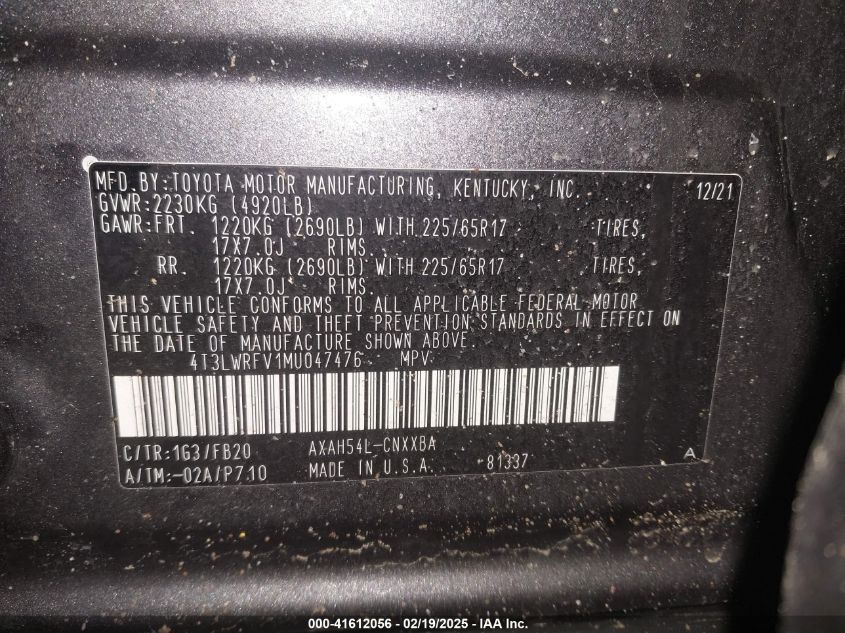 MFD.BY:TOYOTA MOTOR MANUFACTURING, KENTUCKY, INC. 12/21
GVWR:2230KG (4920LB)
GAWR:FRT. 1220KG (2690LB) WITH 225/65R17 TIRES,
17X7.0J RIMS
RR. 1220KG (2690LB) WITH 225/65R17 TIRES,
17X7.0J RIMS
THIS VEHICLE CONFORMS TO ALL APPLICABLE FEDERAL MOTOR
VEHICLE SAFETY AND THEFT PREVENTION STANDARDS IN EFFECT ON
THE DATE OF MANUFACTURE SHOWN ABOVE.
4T3LWRFV1MU047476 MPV
C/TR:1G3/FB20 AXAH54L-CNXXBA
A/TM:-02A/P710 MADE IN U.S.A. 81337 A
000-41612056 - 02/19/2025 - IAA Inc.